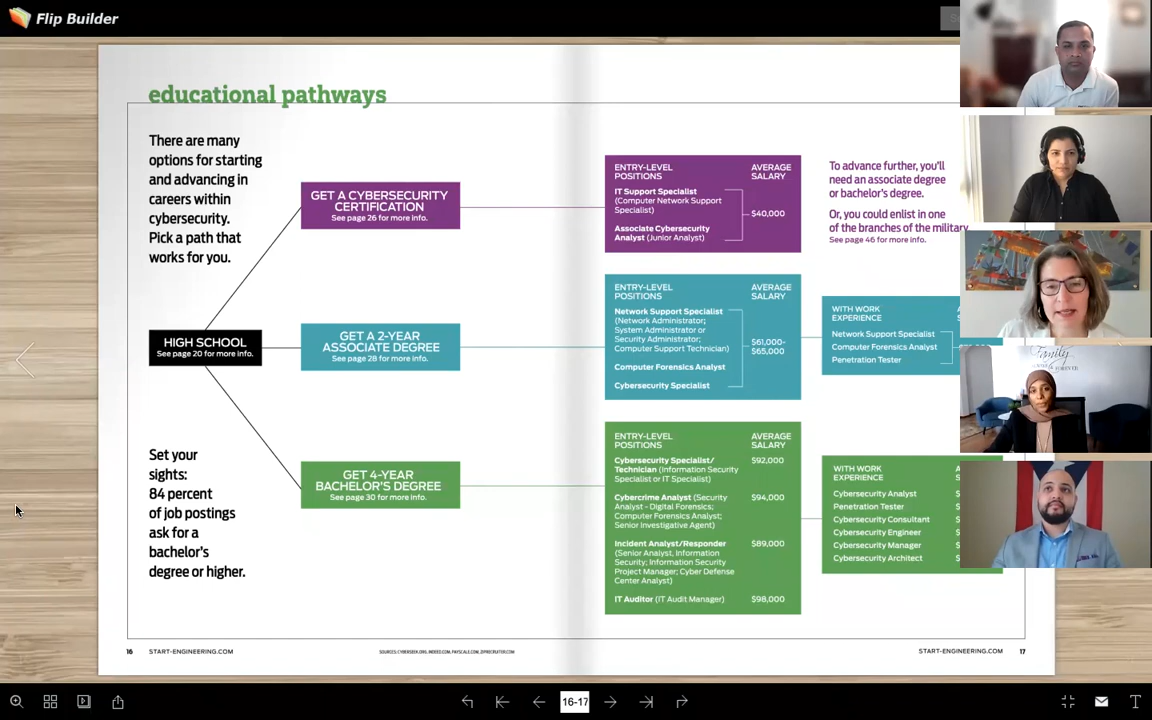 Flip Builder
educational pathways
There are many
options for starting
and advancing in
careers within
cybersecurity.
Pick a path that
works for you.
HIGH SCHOOL
See page 20 for more info.
Set your
sights:
84 percent
of job postings
ask for a
bachelor's
degree or higher.
GET A CYBERSECURITY
CERTIFICATION
See page 26 for more info.
GET A 2-YEAR
ASSOCIATE DEGREE
See page 28 for more info.
GET 4-YEAR
BACHELOR'S DEGREE
See page 30 for more info.
ENTRY-LEVEL
POSITIONS
AVERAGE
SALARY
IT Support Specialist
(Computer Network Support
Specialist)
Associate Cybersecurity
Analyst (Junior Analyst)
$40,000
To advance further, you'll
need an associate degree
or bachelor's degree.
Or, you could enlist in one
of the branches of the military.
See page 46 for more info.
ENTRY-LEVEL
POSITIONS
AVERAGE
SALARY
Network Support Specialist
(Network Administrator;
System Administrator or
Security Administrator;
Computer Support Technician)
Computer Forensics Analyst
Cybersecurity Specialist
$61,000-
$65,000
WITH WORK
EXPERIENCE
Network Support Specialist
Computer Forensics Analyst
Penetration Tester
ENTRY-LEVEL
POSITIONS
AVERAGE
SALARY
Cybersecurity Specialist/ $92,000
Technician (Information Security
Specialist or IT Specialist)
Cybercrime Analyst (Security $94,000
Analyst - Digital Forensics;
Computer Forensics Analyst;
Senior Investigative Agent)
Incident Analyst/Responder $89,000
(Senior Analyst, Information
Security; Information Security
Project Manager; Cyber Defense
Center Analyst)
IT Auditor (IT Audit Manager) $98,000
WITH WORK
EXPERIENCE
Cybersecurity Analyst
Penetration Tester
Cybersecurity Consultant
Cybersecurity Engineer
Cybersecurity Manager
Cybersecurity Architect
Family
16 START-ENGINEERING.COM
SOURCES: CYBERSEEK.ORG, INDEED.COM, PAYSCALE.COM, ZIPRECRUITER.COM
START-ENGINEERING.COM 17
16-17